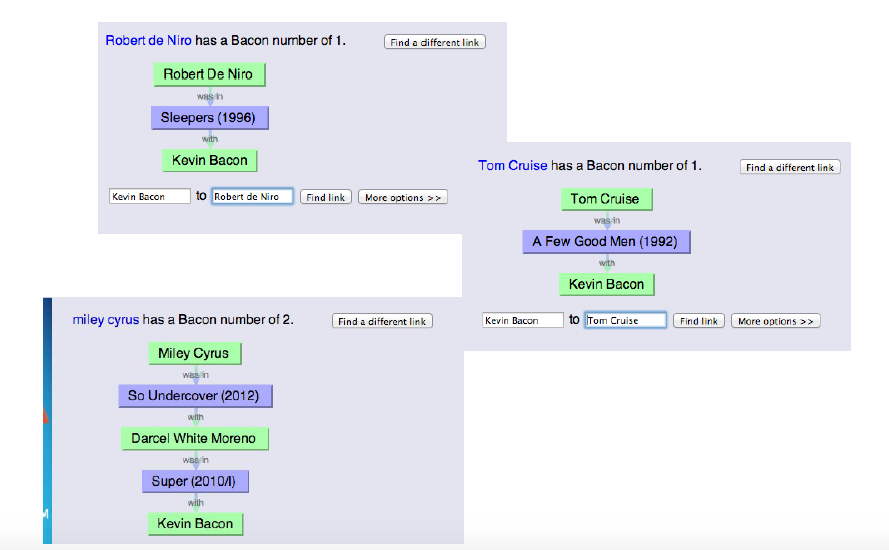 Robert de Niro has a Bacon number of 1.
Find a different link
Robert De Niro
was in
Sleepers (1996)
with
Kevin Bacon
Kevin Bacon to Robert de Niro Find link More options >>
Tom Cruise has a Bacon number of 1.
Find a different link
Tom Cruise
was in
A Few Good Men (1992)
with
Kevin Bacon
Kevin Bacon to Tom Cruise Find link More options >>
miley cyrus has a Bacon number of 2.
Find a different link
Miley Cyrus
was in
So Undercover (2012)
with
Darcel White Moreno
was in
Super (2010/I)
with
Kevin Bacon